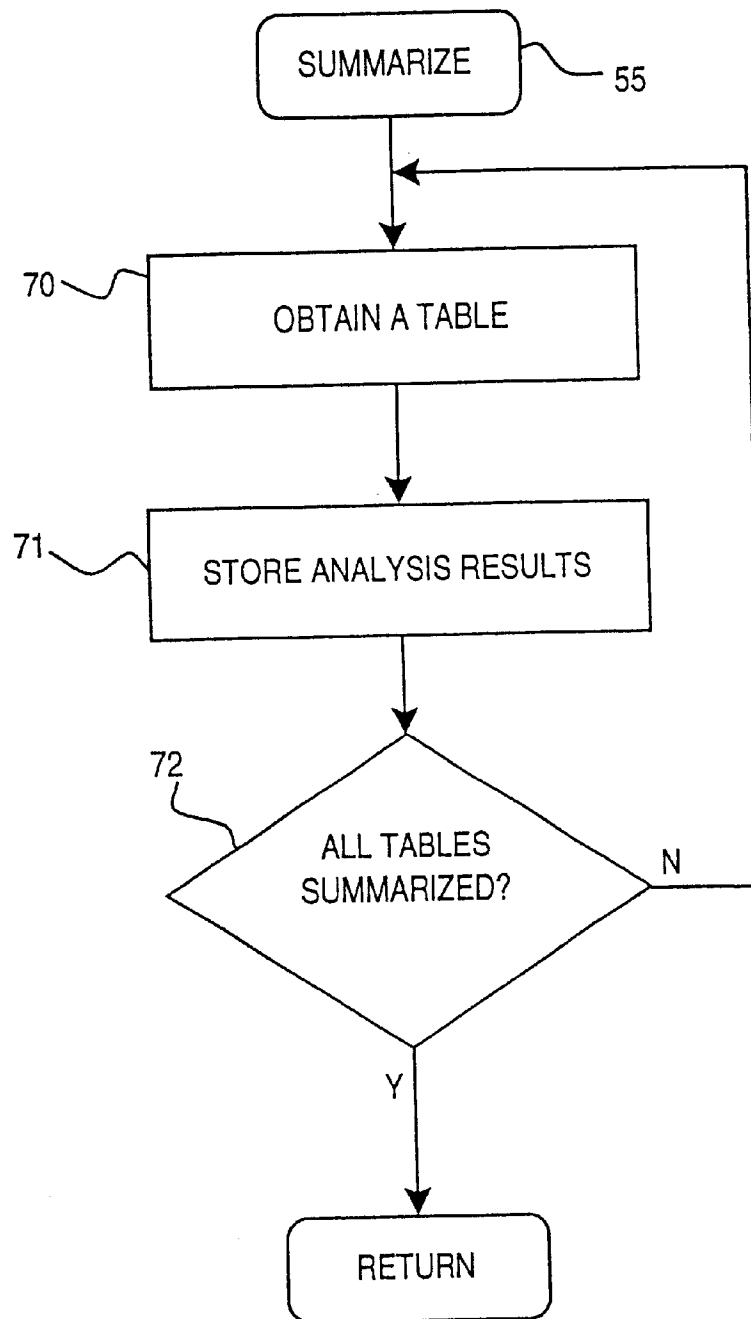 SUMMARIZE
55
70
OBTAIN A TABLE
71
STORE ANALYSIS RESULTS
72
ALL TABLES
SUMMARIZED?
N
Y
RETURN